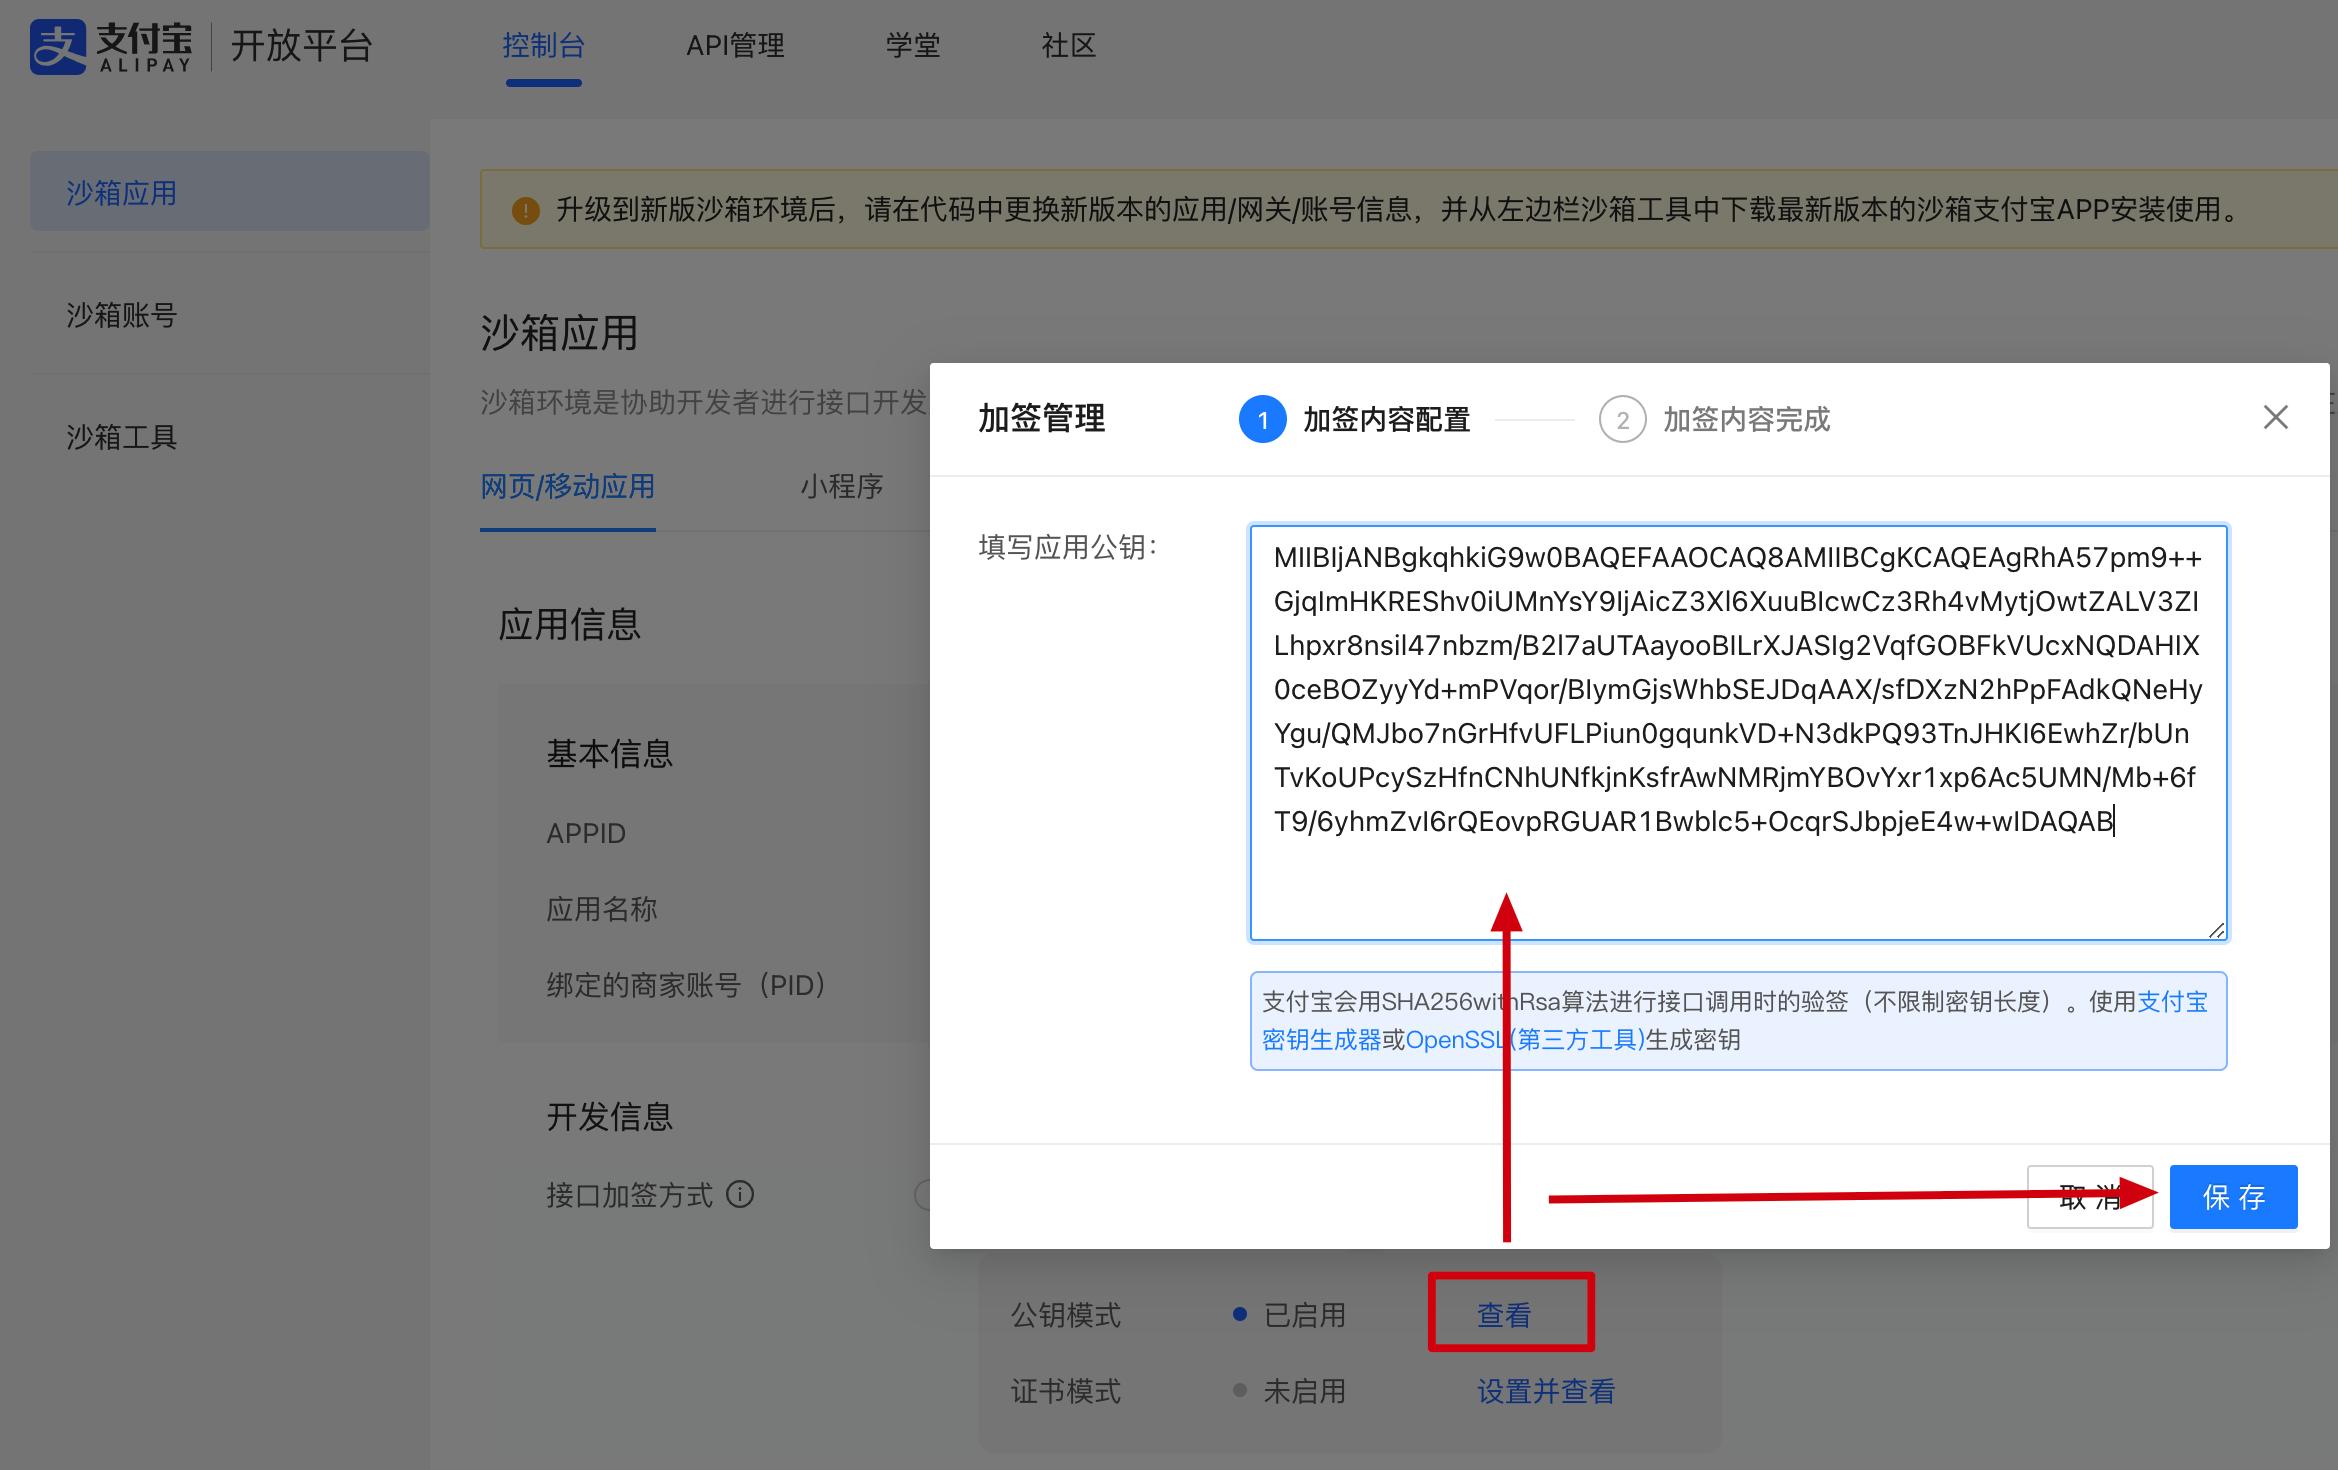 支付宝
ALIPAY
开放平台
控制台
API管理
学堂
社区
沙箱应用
沙箱账号
沙箱工具
升级到新版沙箱环境后，请在代码中更换新版本的应用/网关/账号信息，并从左边栏沙箱工具中下载最新版本的沙箱支付宝APP安装使用。
沙箱应用
沙箱环境是协助开发者进行接口开发
网页/移动应用
小程序
应用信息
基本信息
APPID
应用名称
绑定的商家账号（PID）
开发信息
接口加签方式
加签管理
1 加签内容配置
2 加签内容完成
填写应用公钥：
MIIBIjANBgkqhkiG9w0BAQEFAAOCAQ8AMIIBCgKCAQEAgRhA57pm9++
GjqImHKREShv0iUMnYsY9IjAicZ3Xl6XuuBIcwCz3Rh4vMytjOwtZALV3ZI
Lhpxr8nsil47nbzm/B2l7aUTAayooBILrXJASIg2VqfGOBFkVUcxNQDAHIX
0ceBOZyyYd+mPVqor/BIymGjsWhbSEJDqAAX/sfDXzN2hPpFAdkQNeHy
Ygu/QMJbo7nGrHfvUFLPiun0gqunkVD+N3dkPQ93TnJHKI6EwhZr/bUn
TvKoUPcySzHfnCNhUNfkjnKsfrAwNMRjmYBOvYxr1xp6Ac5UMN/Mb+6f
T9/6yhmZvI6rQEovpRGUAR1Bwblc5+OcqrSJbpjeE4w+wIDAQAB
支付宝会用SHA256withRsa算法进行接口调用时的验签（不限制密钥长度）。使用支付宝
密钥生成器或OpenSSL(第三方工具)生成密钥
取 消
保 存
公钥模式
已启用
查看
证书模式
未启用
设置并查看